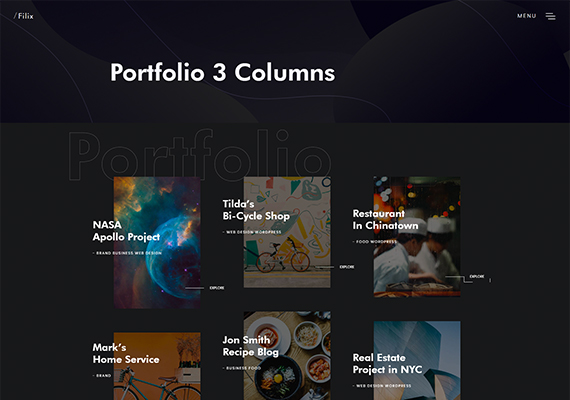 /Filix
MENU
Portfolio 3 Columns
Portfolio
NASA
Apollo Project
- BRAND BUSINESS WEB DESIGN
EXPLORE
Tilda's
Bi-Cycle Shop
- WEB DESIGN WORDPRESS
EXPLORE
Restaurant
In Chinatown
- FOOD WORDPRESS
EXPLORE
Mark's
Home Service
- BRAND
Jon Smith
Recipe Blog
- BUSINESS FOOD
Real Estate
Project in NYC
- WEB DESIGN WORDPRESS